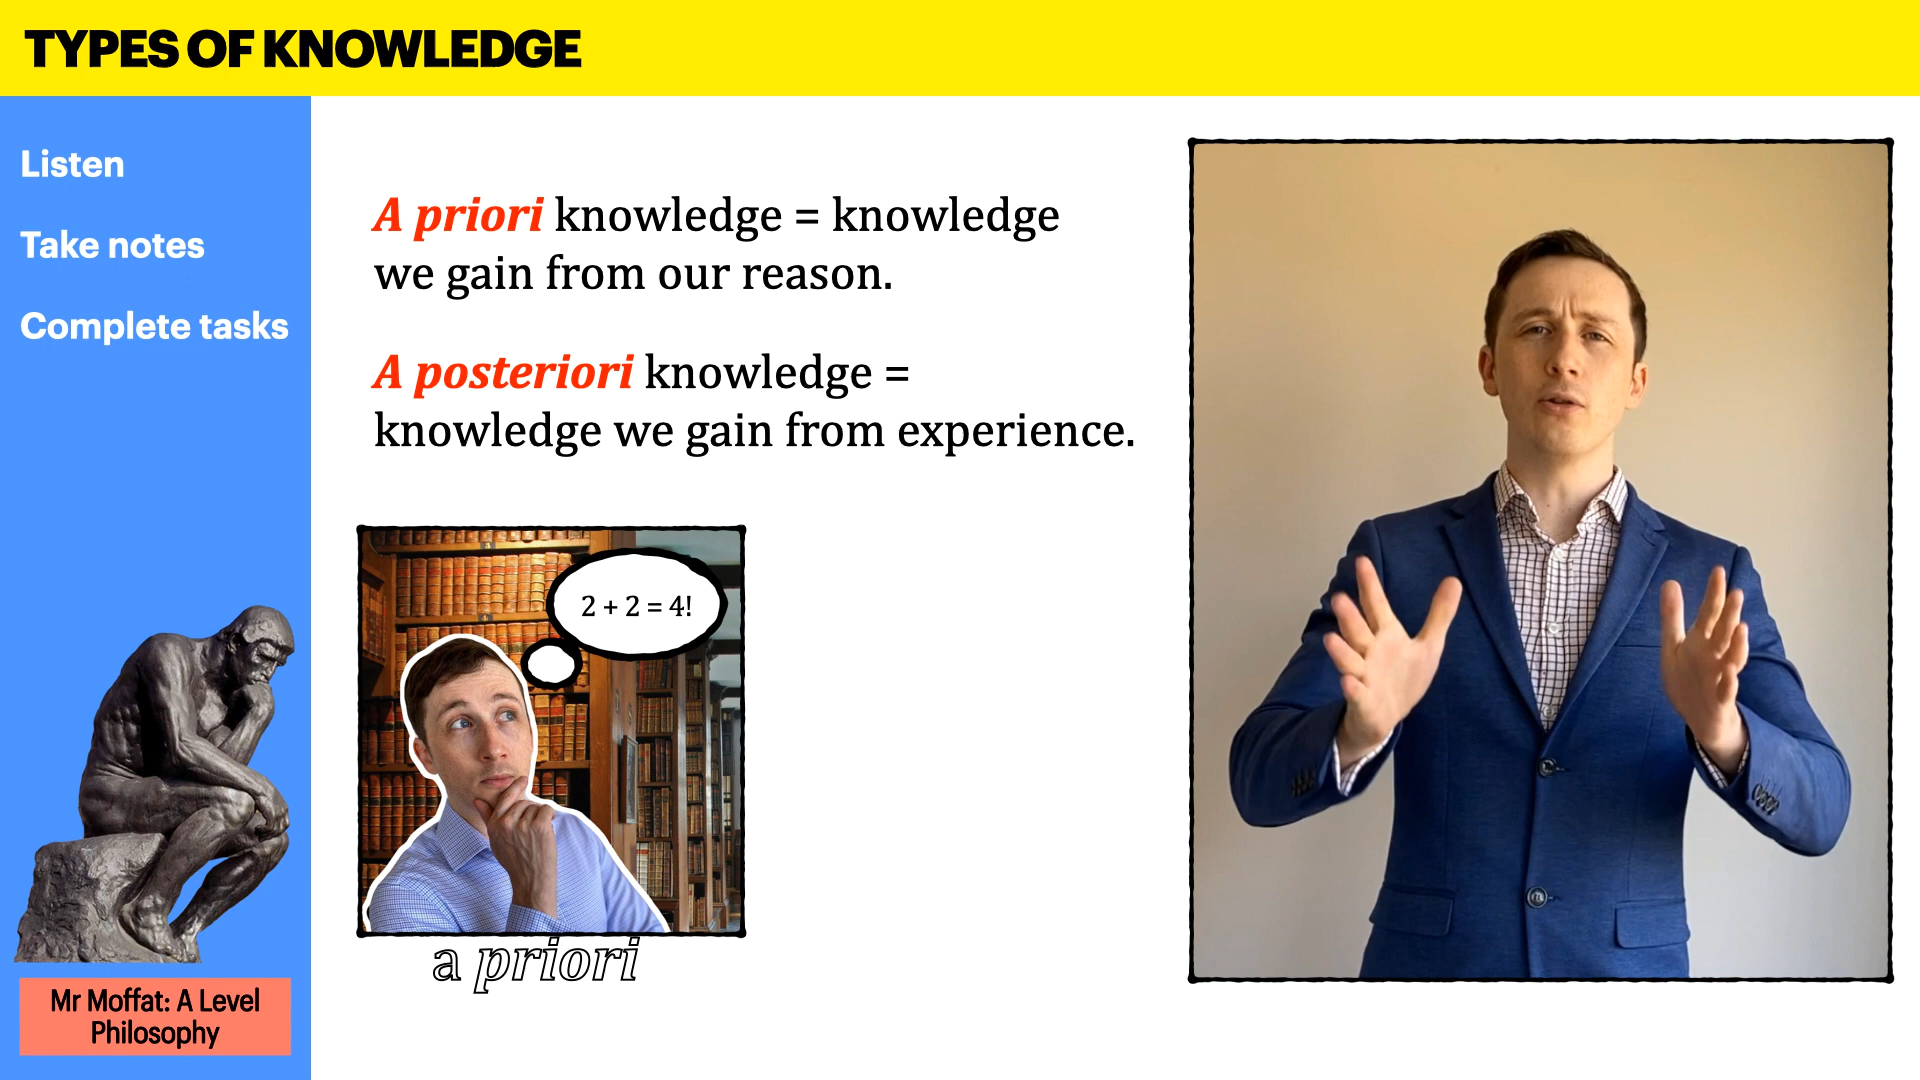 TYPES OF KNOWLEDGE
Listen
Take notes
Complete tasks
A priori knowledge = knowledge
we gain from our reason.
A posteriori knowledge =
knowledge we gain from experience.
2 + 2 = 4!
a priori
Mr Moffat: A Level
Philosophy